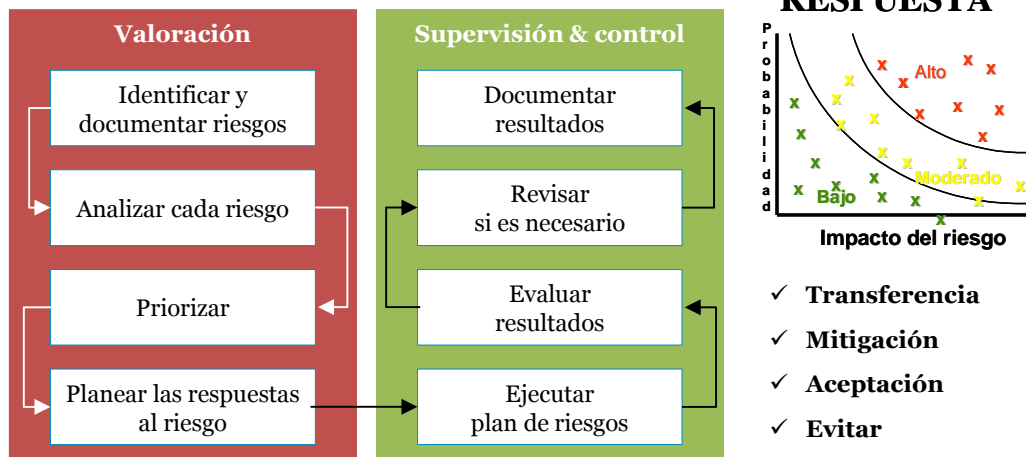 Valoración
Identificar y
documentar riesgos
Analizar cada riesgo
Priorizar
Planear las respuestas
al riesgo
Supervisión & control
Documentar
resultados
Revisar
si es necesario
Evaluar
resultados
Ejecutar
plan de riesgos
RESPUESTA
Probabilidad
Alto
Moderado
Bajo
Impacto del riesgo
✓ Transferencia
✓ Mitigación
✓ Aceptación
✓ Evitar